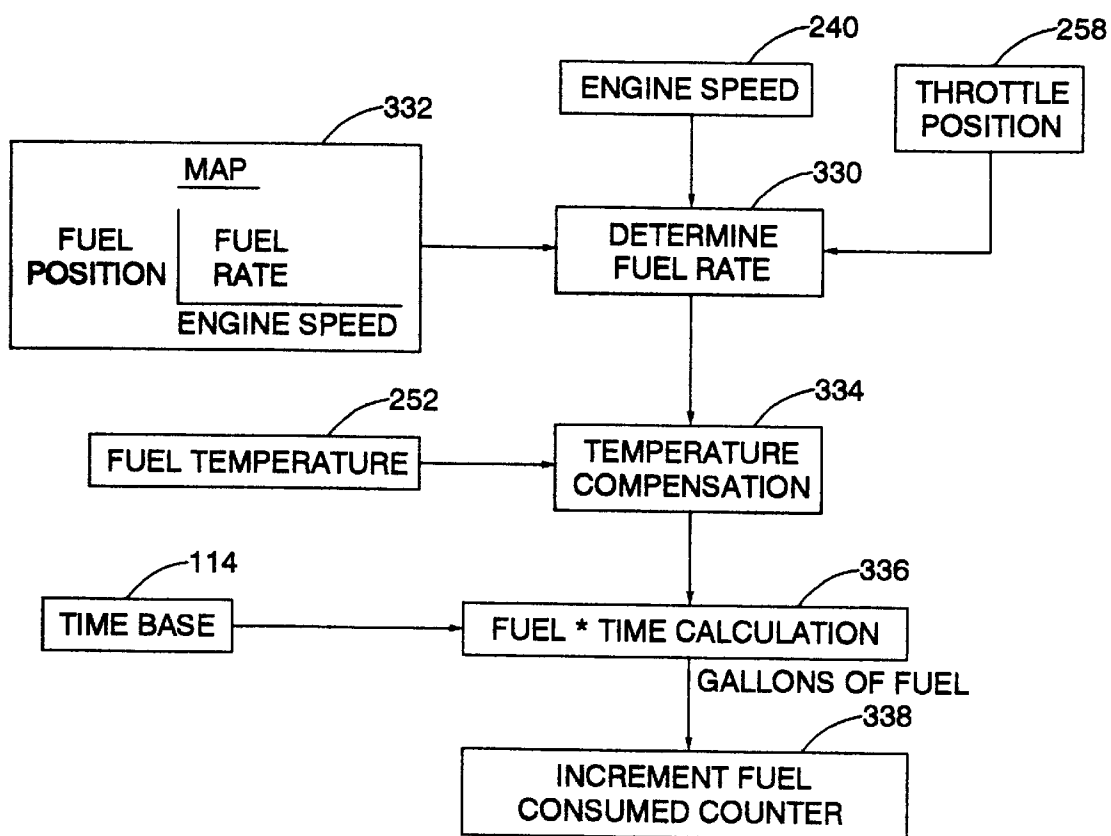 240
258
ENGINE SPEED
THROTTLE
POSITION
332
MAP
FUEL
POSITION
FUEL
RATE
ENGINE SPEED
330
DETERMINE
FUEL RATE
252
FUEL TEMPERATURE
334
TEMPERATURE
COMPENSATION
114
TIME BASE
336
FUEL * TIME CALCULATION
GALLONS OF FUEL
338
INCREMENT FUEL
CONSUMED COUNTER